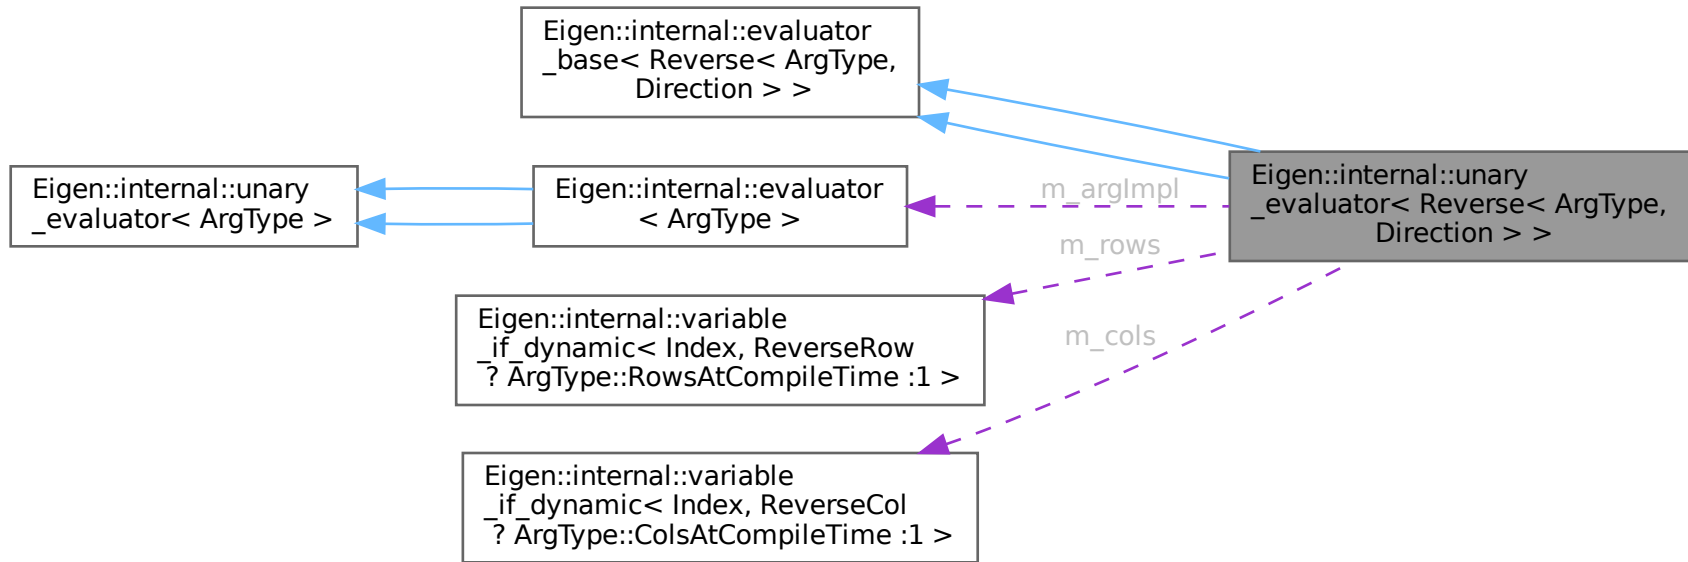 Eigen::internal::evaluator
_base< Reverse< ArgType,
Direction > >
Eigen::internal::unary
_evaluator< ArgType >
Eigen::internal::evaluator
< ArgType >
m_argImpl
Eigen::internal::unary
_evaluator< Reverse< ArgType,
Direction > >
m_rows
Eigen::internal::variable
_if_dynamic< Index, ReverseRow
? ArgType::RowsAtCompileTime :1 >
m_cols
Eigen::internal::variable
_if_dynamic< Index, ReverseCol
? ArgType::ColsAtCompileTime :1 >